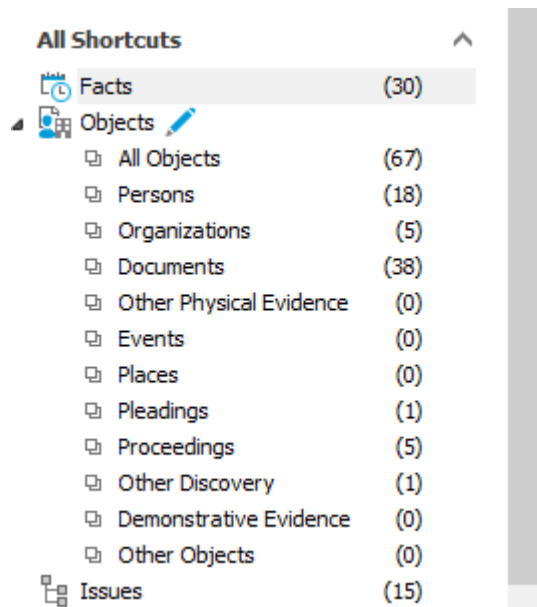 All Shortcuts
Facts (30)
Objects
All Objects (67)
Persons (18)
Organizations (5)
Documents (38)
Other Physical Evidence (0)
Events (0)
Places (0)
Pleadings (1)
Proceedings (5)
Other Discovery (1)
Demonstrative Evidence (0)
Other Objects (0)
Issues (15)